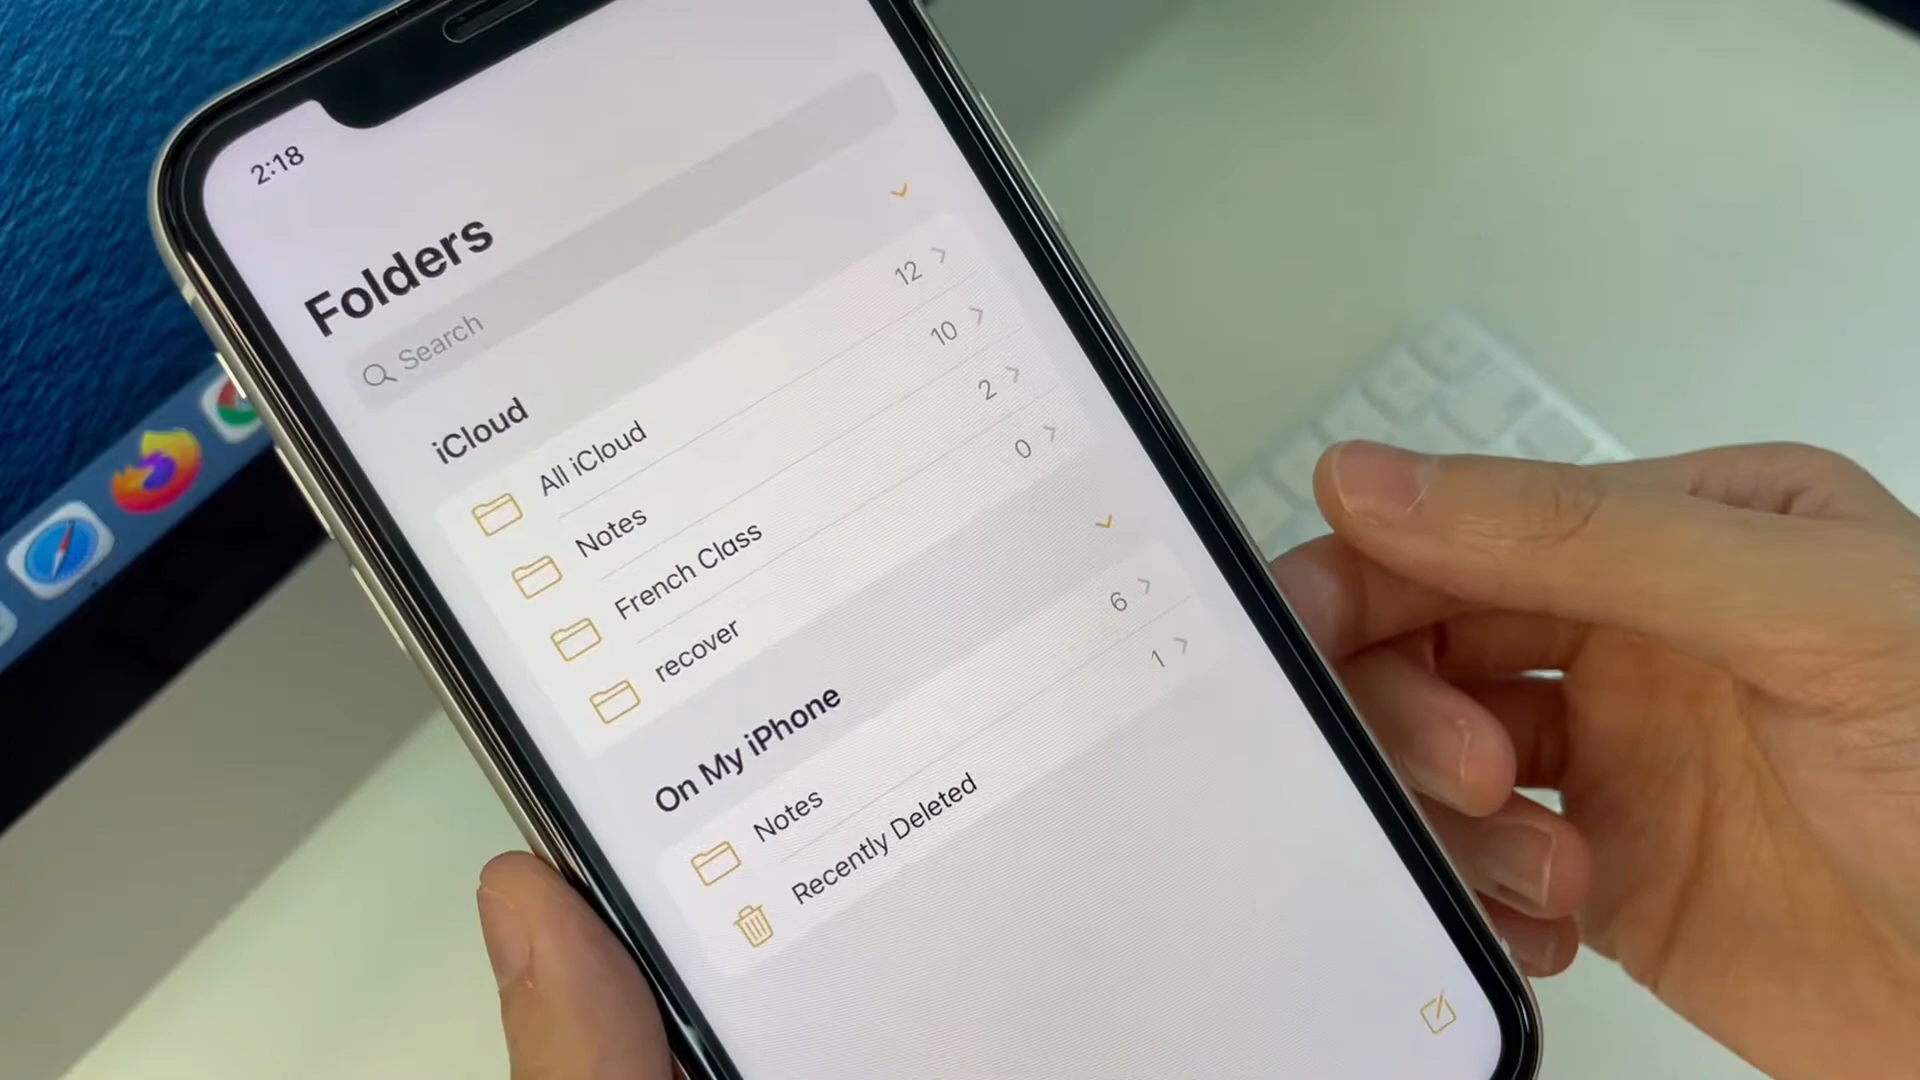 2:18
Folders
Search
iCloud
All iCloud 12
Notes 10
French Class 2
recover 0
On My iPhone
Notes 6
Recently Deleted 1